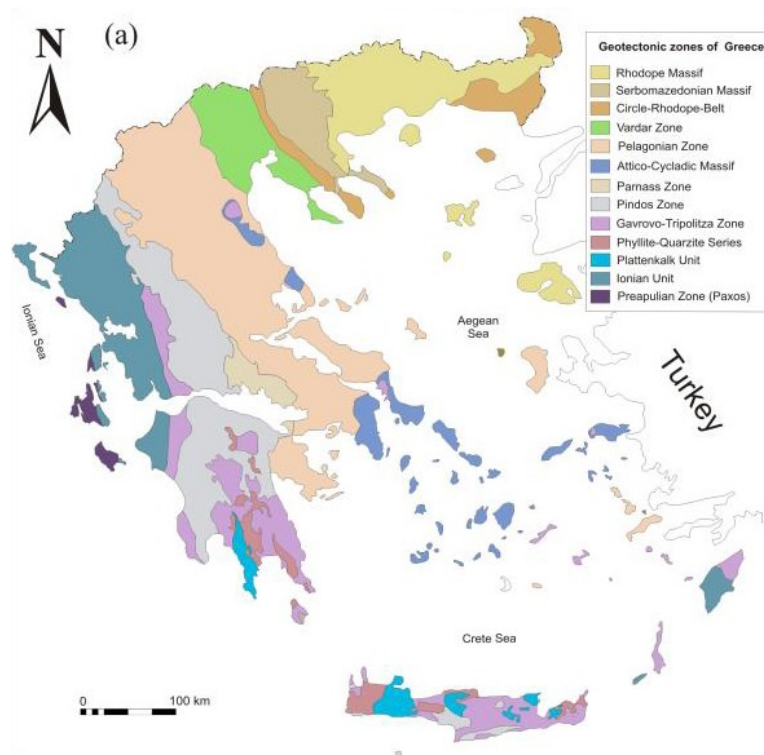 N
(a)
Geotectonic zones of Greece
Rhodope Massif
Serbomazedonian Massif
Circle-Rhodope-Belt
Vardar Zone
Pelagonian Zone
Attico-Cycladic Massif
Parnass Zone
Pindos Zone
Gavrovo-Tripolitza Zone
Phyllite-Quarzite Series
Plattenkalk Unit
Ionian Unit
Preapulian Zone (Paxos)
Ionian Sea
Aegean
Sea
Turkey
Crete Sea
0 100 km